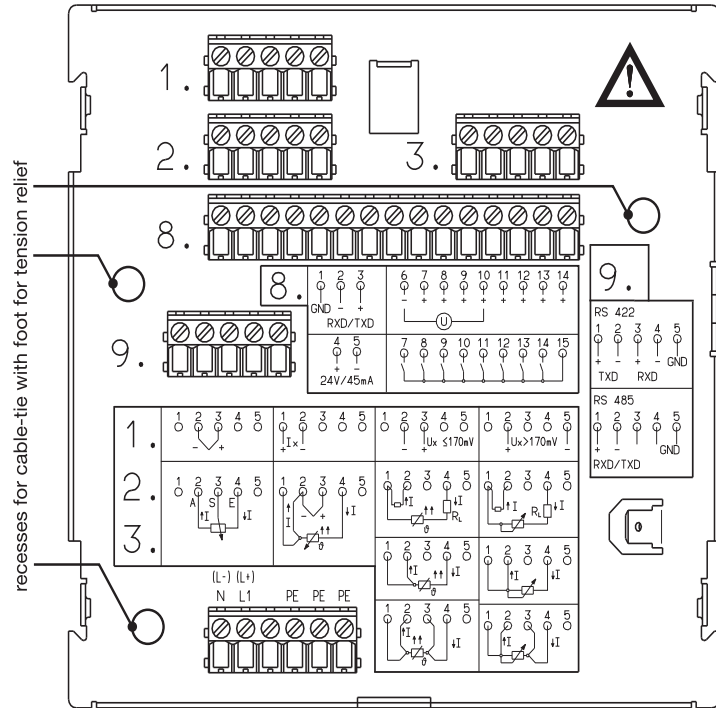 recesses for cable-tie with foot for tension relief
1.
2.
3.
8.
8.
1 2 3
GND - +
RXD/TXD
4 5
+ -
24V/45mA
6 7 8 9 10 11 12 13 14
- + + + + + + + +
U
7 8 9 10 11 12 13 14 15
9.
RS 422
1 2 3 4 5
+ - + - GND
TXD RXD
RS 485
1 2 3 4 5
+ - GND
RXD/TXD
9.
1.
1 2 3 4 5
- +
1 2 3 4 5
+ Ix -
1 2 3 4 5
- + Ux ≤170mV
1 2 3 4 5
+ Ux>170mV -
2.
3.
1 2 3 4 5
A S E
I I
1 2 3 4 5
I - + I
ϑ
1 2 3 4 5
I I
RL
ϑ
1 2 3 4 5
I I
RL
1 2 3 4 5
I I
ϑ
1 2 3 4 5
I I
1 2 3 4 5
I I
ϑ
1 2 3 4 5
I I
(L-) (L+)
N L1 PE PE PE